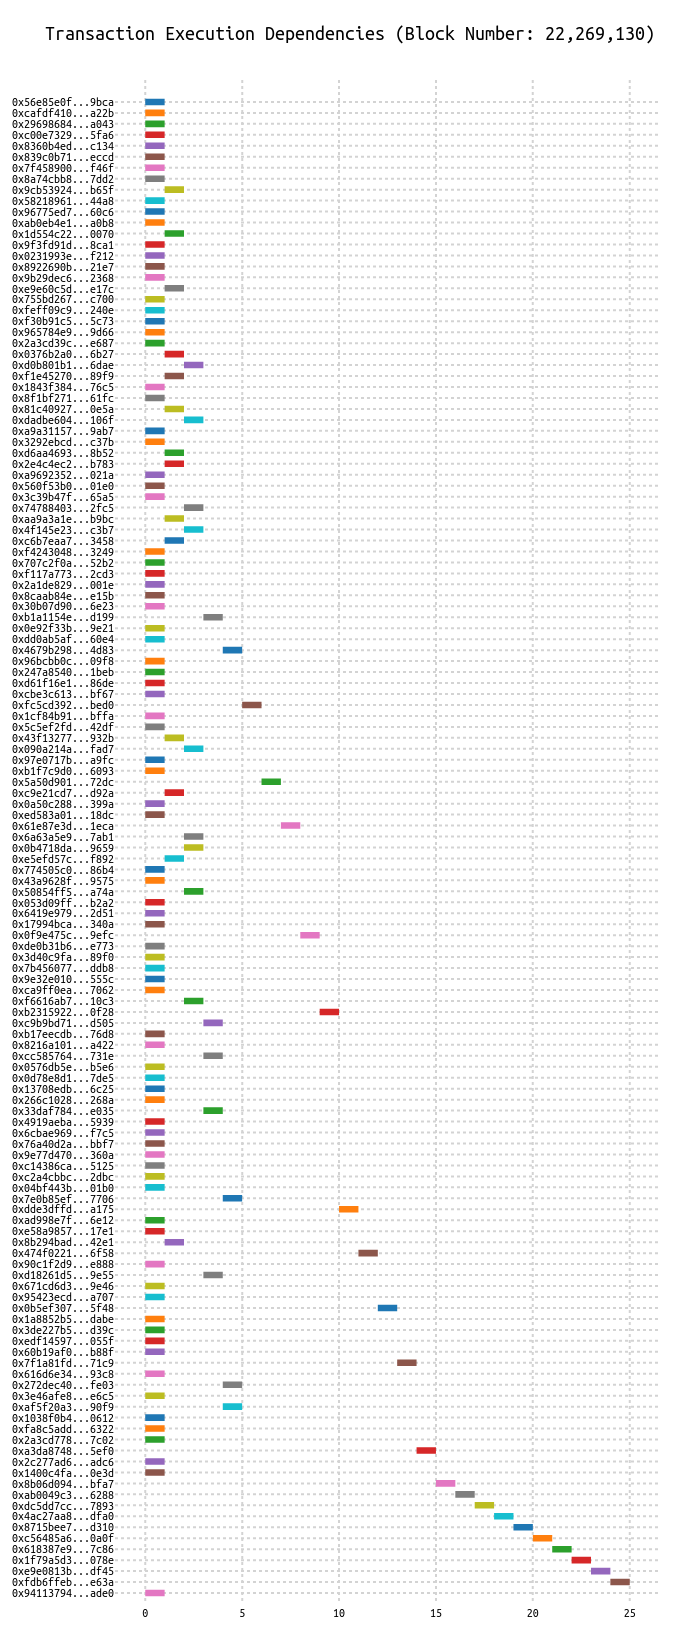 Transaction Execution Dependencies (Block Number: 22,269,130)
0x56e85e0f...9bca
0xcafdf410...a22b
0x29698684...a043
0xc00e7329...5fa6
0x8360b4ed...c134
0x839c0b71...eccd
0x7f458900...f46f
0x8a74cbb8...7dd2
0x9cb53924...b65f
0x58218961...44a8
0x96775ed7...60c6
0xab0eb4e1...a0b8
0x1d554c22...0070
0x9f3fd91d...8ca1
0x0231993e...f212
0x8922690b...21e7
0x9b29dec6...2368
0xe9e60c5d...e17c
0x755bd267...c700
0xfeff09c9...240e
0xf30b91c5...5c73
0x965784e9...9d66
0x2a3cd39c...e687
0x0376b2a0...6b27
0xd0b801b1...6dae
0xf1e45270...89f9
0x1843f384...76c5
0x8f1bf271...61fc
0x81c40927...0e5a
0xdadbe604...106f
0xa9a31157...9ab7
0x3292ebcd...c37b
0xd6aa4693...8b52
0x2e4c4ec2...b783
0xa9692352...021a
0x560f53b0...01e0
0x3c39b47f...65a5
0x74788403...2fc5
0xaa9a3a1e...b9bc
0x4f145e23...c3b7
0xc6b7eaa7...3458
0xf4243048...3249
0x707c2f0a...52b2
0xf117a773...2cd3
0x2a1de829...001e
0x8caab84e...e15b
0x30b07d90...6e23
0xb1a1154e...d199
0x0e92f33b...9e21
0xdd0ab5af...60e4
0x4679b298...4d83
0x96bcbb0c...09f8
0x247a8540...1beb
0xd61f16e1...86de
0xcbe3c613...bf67
0xfc5cd392...bed0
0x1cf84b91...bffa
0x5c5ef2fd...42df
0x43f13277...932b
0x090a214a...fad7
0x97e0717b...a9fc
0xb1f7c9d0...6093
0x5a50d901...72dc
0xc9e21cd7...d92a
0x0a50c288...399a
0xed583a01...18dc
0x61e87e3d...1eca
0x6a63a5e9...7ab1
0x0b4718da...9659
0xe5efd57c...f892
0x774505c0...86b4
0x43a9628f...9575
0x50854ff5...a74a
0x053d09ff...b2a2
0x6419e979...2d51
0x17994bca...340a
0x0f9e475c...9efc
0xde0b31b6...e773
0x3d40c9fa...89f0
0x7b456077...ddb8
0x9e32e010...555c
0xca9ff0ea...7062
0xf6616ab7...10c3
0xb2315922...0f28
0xc9b9bd71...d505
0xb17eecdb...76d8
0x8216a101...a422
0xcc585764...731e
0x0576db5e...b5e6
0x0d78e8d1...7de5
0x13708edb...6c25
0x266c1028...268a
0x33daf784...e035
0x4919aeba...5939
0x6cbae969...f7c5
0x76a40d2a...bbf7
0x9e77d470...360a
0xc14386ca...5125
0xc2a4cbbc...2dbc
0x04bf443b...01b0
0x7e0b85ef...7706
0xdde3dffd...a175
0xad998e7f...6e12
0xe58a9857...17e1
0x8b294bad...42e1
0x474f0221...6f58
0x90c1f2d9...e888
0xd18261d5...9e55
0x671cd6d3...9e46
0x95423ecd...a707
0x0b5ef307...5f48
0x1a8852b5...dabe
0x3de227b5...d39c
0xedf14597...055f
0x60b19af0...b88f
0x7f1a81fd...71c9
0x616d6e34...93c8
0x272dec40...fe03
0x3e46afe8...e6c5
0xaf5f20a3...90f9
0x1038f0b4...0612
0xfa8c5add...6322
0x2a3cd778...7c02
0xa3da8748...5ef0
0x2c277ad6...adc6
0x1400c4fa...0e3d
0x8b06d094...bfa7
0xab0049c3...6288
0xdc5dd7cc...7893
0x4ac27aa8...dfa0
0x8715bee7...d310
0xc56485a6...0a0f
0x618387e9...7c86
0x1f79a5d3...078e
0xe9e0813b...df45
0xfdb6ffeb...e63a
0x94113794...ade0
0 5 10 15 20 25